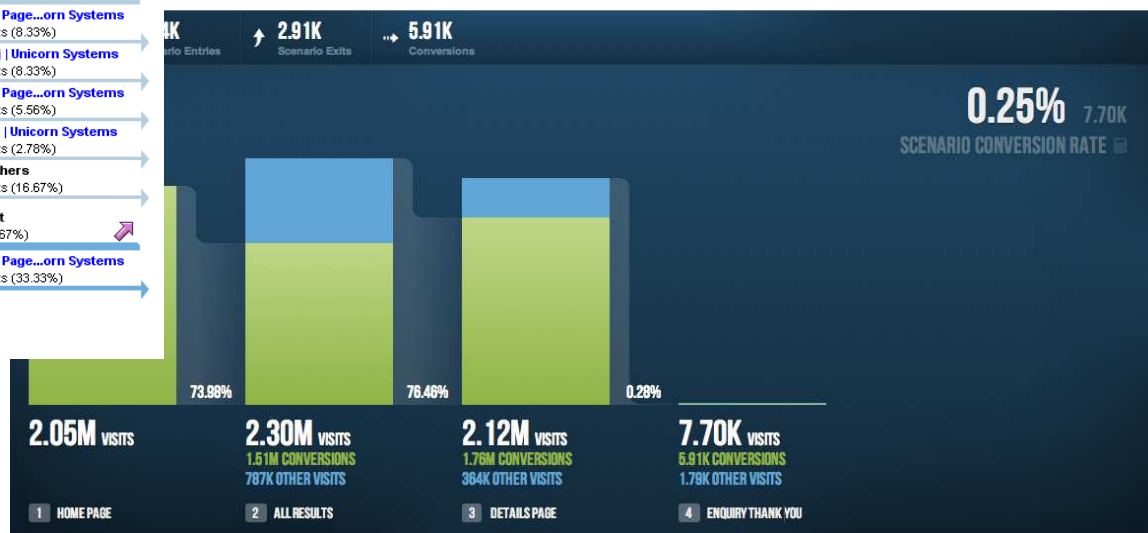 Page...orn Systems
(8.33%)
| Unicorn Systems
(8.33%)
Page...orn Systems
(5.56%)
| Unicorn Systems
(2.78%)
(16.67%)
67%)
Page...orn Systems
(33.33%)
Entries
2.91K
Scenario Exits
5.91K
Conversions
0.25% 7.70K
SCENARIO CONVERSION RATE
73.98%
76.46%
0.28%
2.05M VISITS
2.30M VISITS
1.51M CONVERSIONS
787K OTHER VISITS
2.12M VISITS
1.76M CONVERSIONS
364K OTHER VISITS
7.70K VISITS
5.91K CONVERSIONS
1.79K OTHER VISITS
1 HOME PAGE
2 ALL RESULTS
3 DETAILS PAGE
4 ENQUIRY THANK YOU